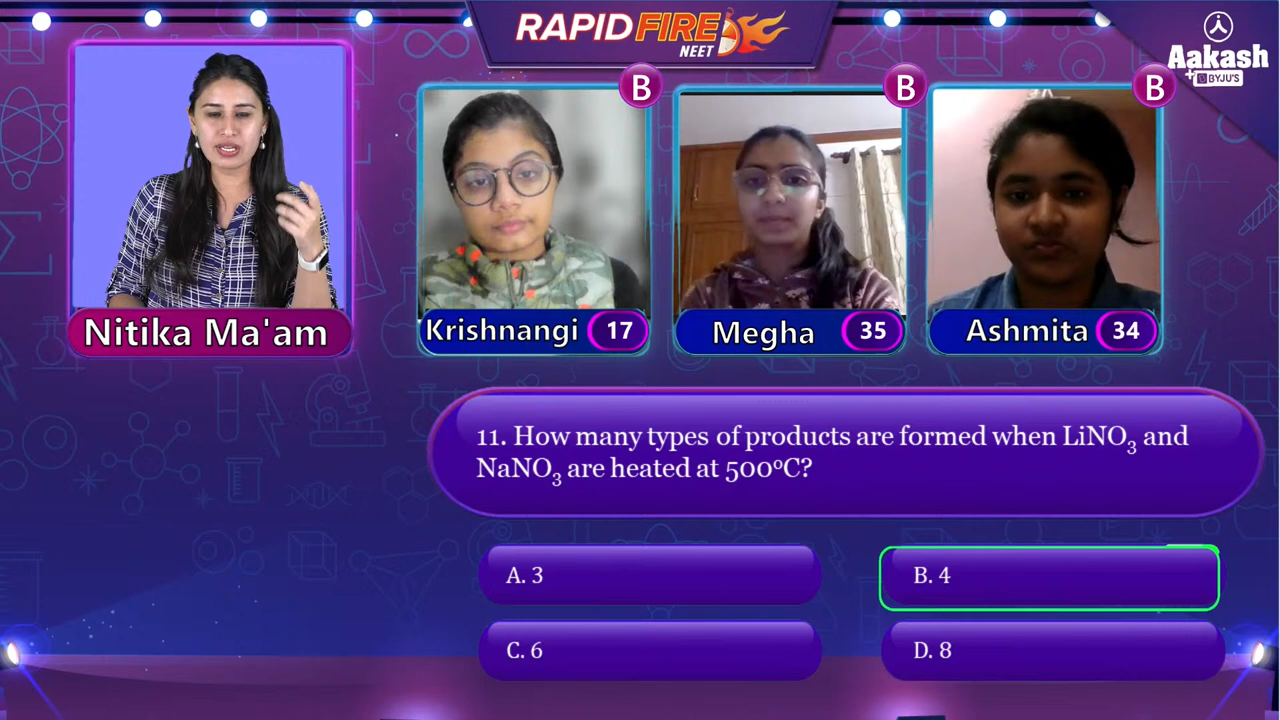 RAPID FIRE
NEET
Aakash
+ BYJU'S
B
B
B
Nitika Ma'am
Krishnangi 17
Megha 35
Ashmita 34
11. How many types of products are formed when LiNO₃ and
NaNO₃ are heated at 500⁰C?
A. 3
B. 4
C. 6
D. 8